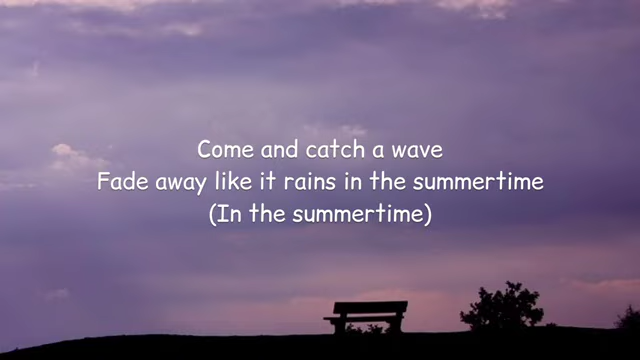 Come and catch a wave
Fade away like it rains in the summertime
(In the summertime)